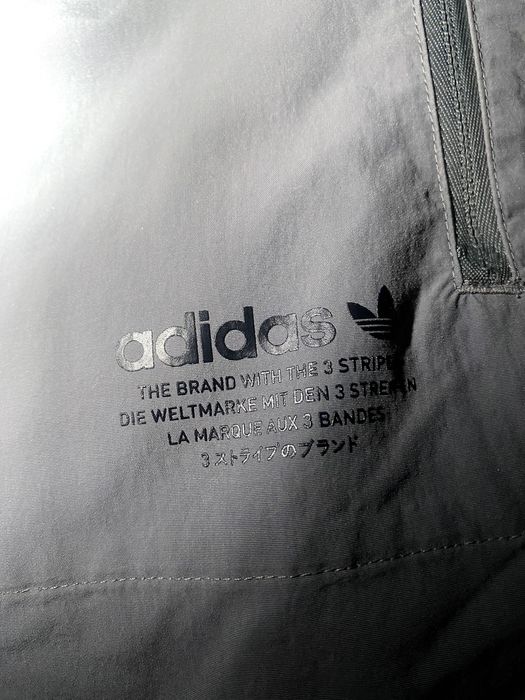 adidas
THE BRAND WITH THE 3 STRIPES
DIE WELTMARKE MIT DEN 3 STREIFEN
LA MARQUE AUX 3 BANDES
3ストライプのブランド